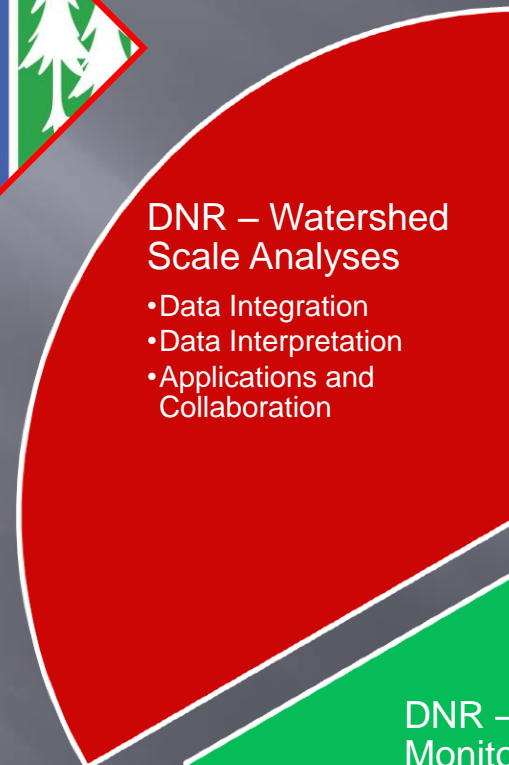 DNR – Watershed
Scale Analyses
•Data Integration
•Data Interpretation
•Applications and
Collaboration
DNR –